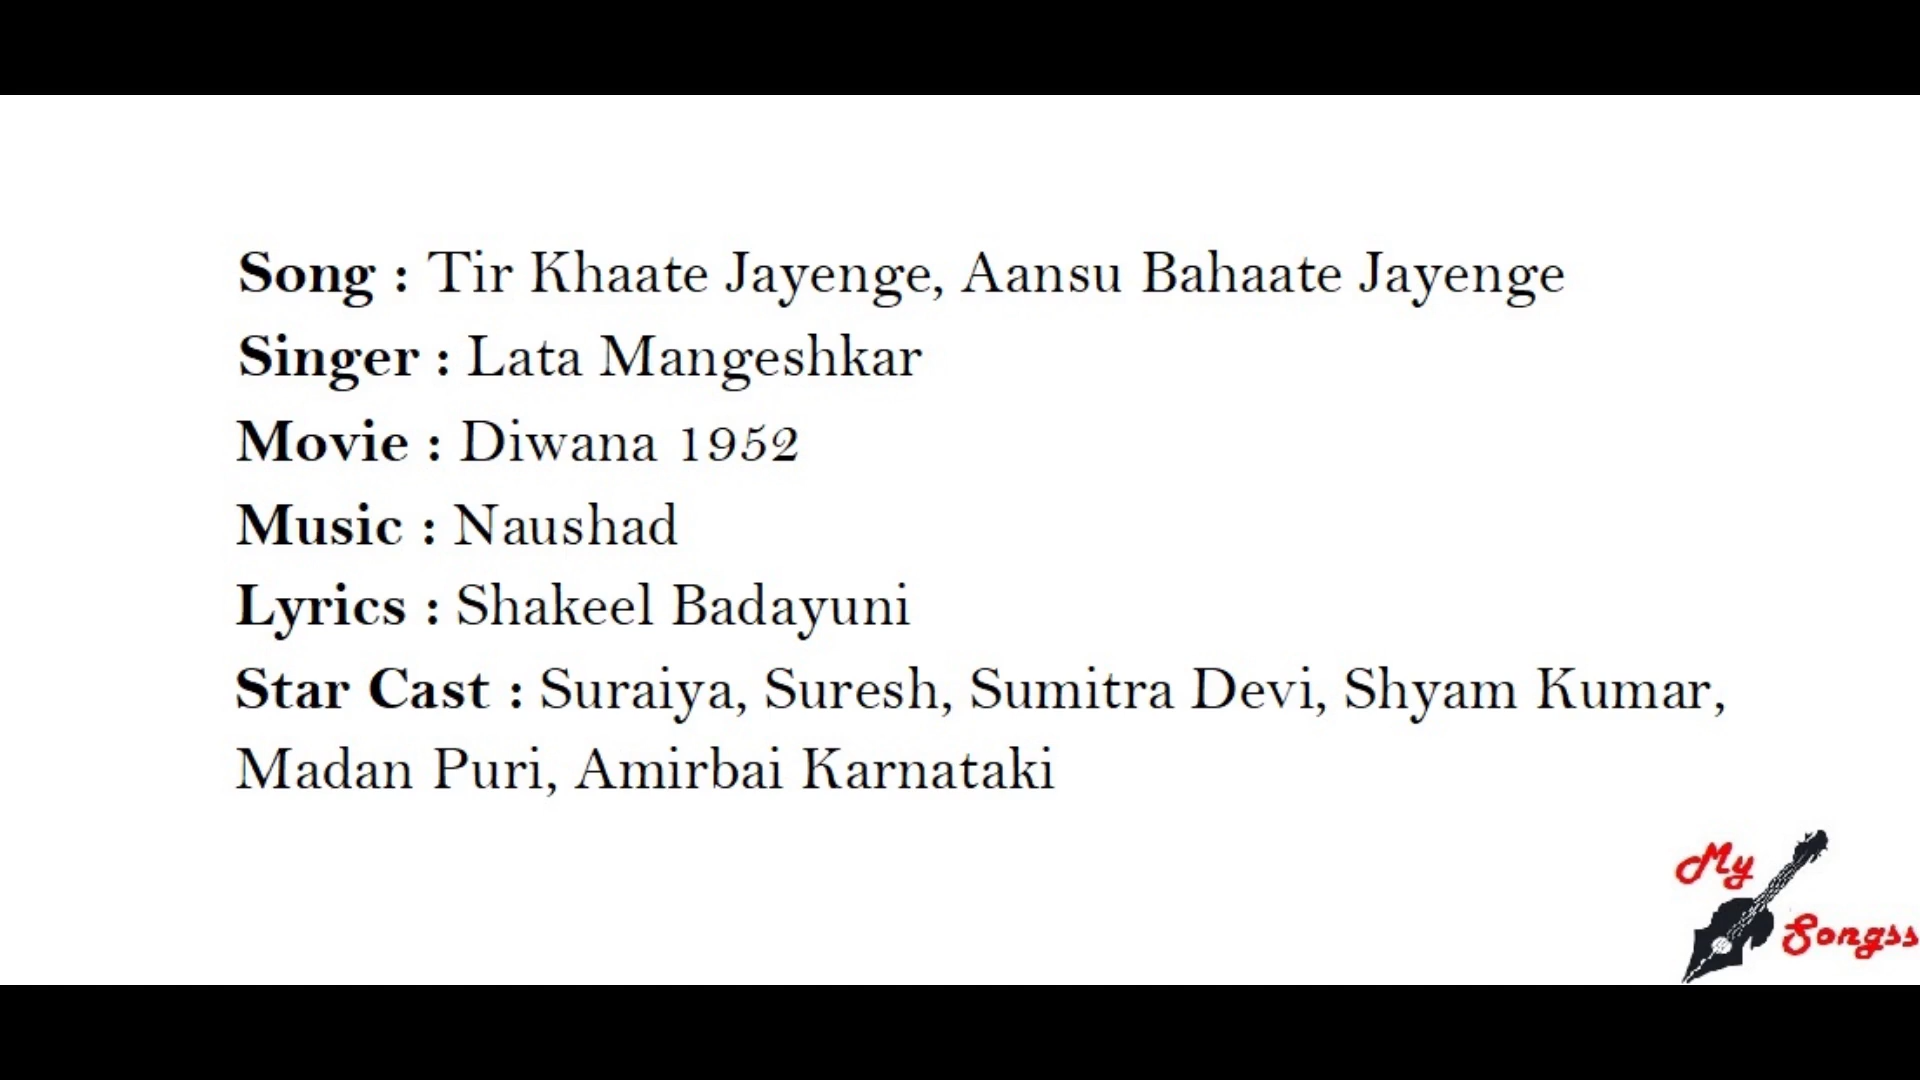 Song : Tir Khaate Jayenge, Aansu Bahaate Jayenge
Singer : Lata Mangeshkar
Movie : Diwana 1952
Music : Naushad
Lyrics : Shakeel Badayuni
Star Cast : Suraiya, Suresh, Sumitra Devi, Shyam Kumar,
Madan Puri, Amirbai Karnataki
My
Songss